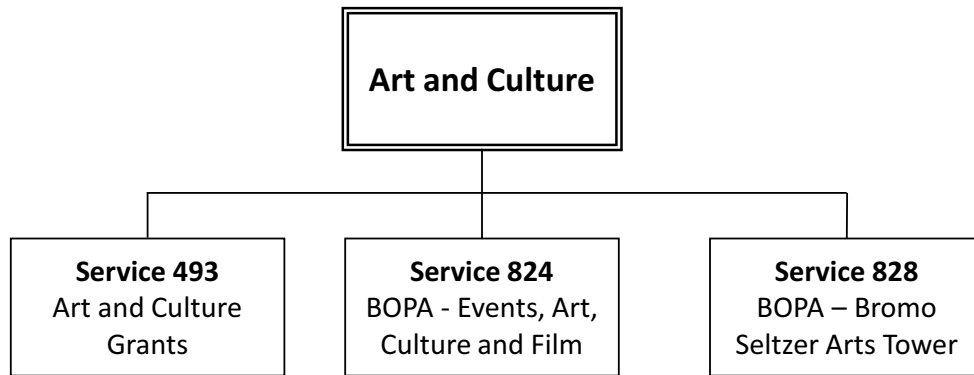 Art and Culture
Service 493
Art and Culture
Grants
Service 824
BOPA - Events, Art,
Culture and Film
Service 828
BOPA – Bromo
Seltzer Arts Tower